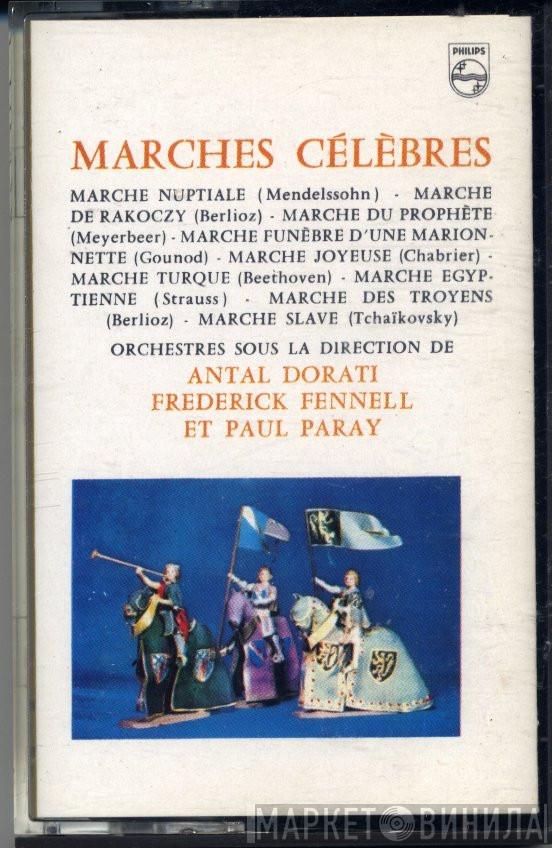 PHILIPS
MARCHES CÉLÈBRES
MARCHE NUPTIALE (Mendelssohn) - MARCHE
DE RAKOCZY (Berlioz) - MARCHE DU PROPHÈTE
(Meyerbeer) - MARCHE FUNÈBRE D'UNE MARION-
NETTE (Gounod) - MARCHE JOYEUSE (Chabrier) -
MARCHE TURQUE (Beethoven) - MARCHE EGYP-
TIENNE (Strauss) - MARCHE DES TROYENS
(Berlioz) - MARCHE SLAVE (Tchaïkovsky)
ORCHESTRES SOUS LA DIRECTION DE
ANTAL DORATI
FREDERICK FENNELL
ET PAUL PARAY
МАРКЕТ ВИНИЛА